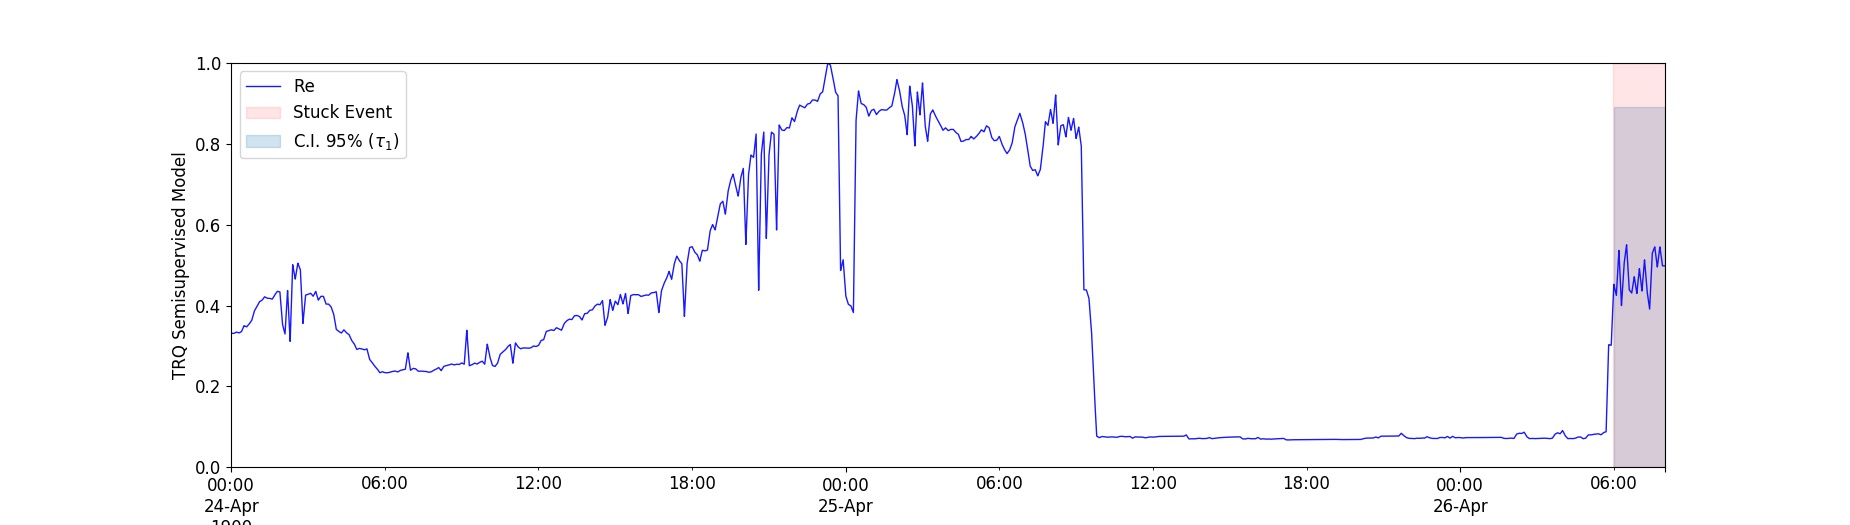 Re
Stuck Event
C.I. 95% (τ₁)
TRQ Semisupervised Model
1.0
0.8
0.6
0.4
0.2
0.0
00:00 06:00 12:00 18:00 00:00 06:00 12:00 18:00 00:00 06:00
24-Apr 25-Apr 26-Apr
1900